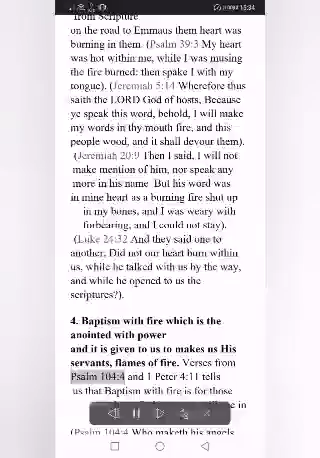 15:34
from Scripture
on the road to Emmaus them heart was
burning in them. (Psalm 39:3 My heart
was hot within me, while I was musing
the fire burned: then spake I with my
tongue). (Jeremiah 5:14 Wherefore thus
saith the LORD God of hosts, Because
ye speak this word, behold, I will make
my words in thy mouth fire, and this
people wood, and it shall devour them).
(Jeremiah 20:9 Then I said, I will not
make mention of him, nor speak any
more in his name But his word was
in mine heart as a burning fire shut up
in my bones, and I was weary with
forbearing, and I could not stay).
(Luke 24:32 And they said one to
another, Did not our heart burn within
us, while he talked with us by the way,
and while he opened to us the
scriptures?).
4. Baptism with fire which is the
anointed with power
and it is given to us to makes us His
servants, flames of fire. Verses from
Psalm 104:4 and 1 Peter 4:11 tells
us that Baptism with fire is for those
in
(Psalm 104:4 Who maketh his angels